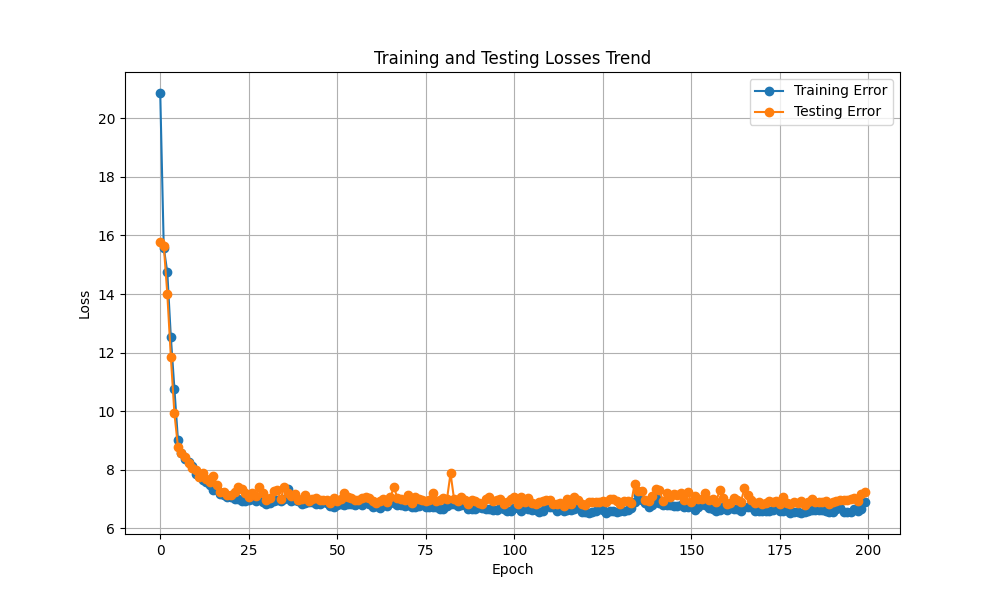 Training and Testing Losses Trend
Training Error
Testing Error
20
18
16
14
12
10
8
6
Loss
0 25 50 75 100 125 150 175 200
Epoch